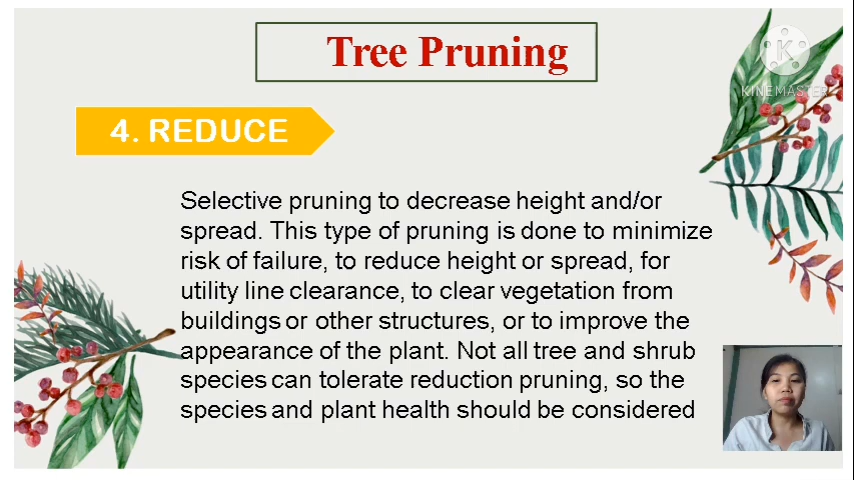 Tree Pruning
K
KINEMASTER
4. REDUCE
Selective pruning to decrease height and/or
spread. This type of pruning is done to minimize
risk of failure, to reduce height or spread, for
utility line clearance, to clear vegetation from
buildings or other structures, or to improve the
appearance of the plant. Not all tree and shrub
species can tolerate reduction pruning, so the
species and plant health should be considered